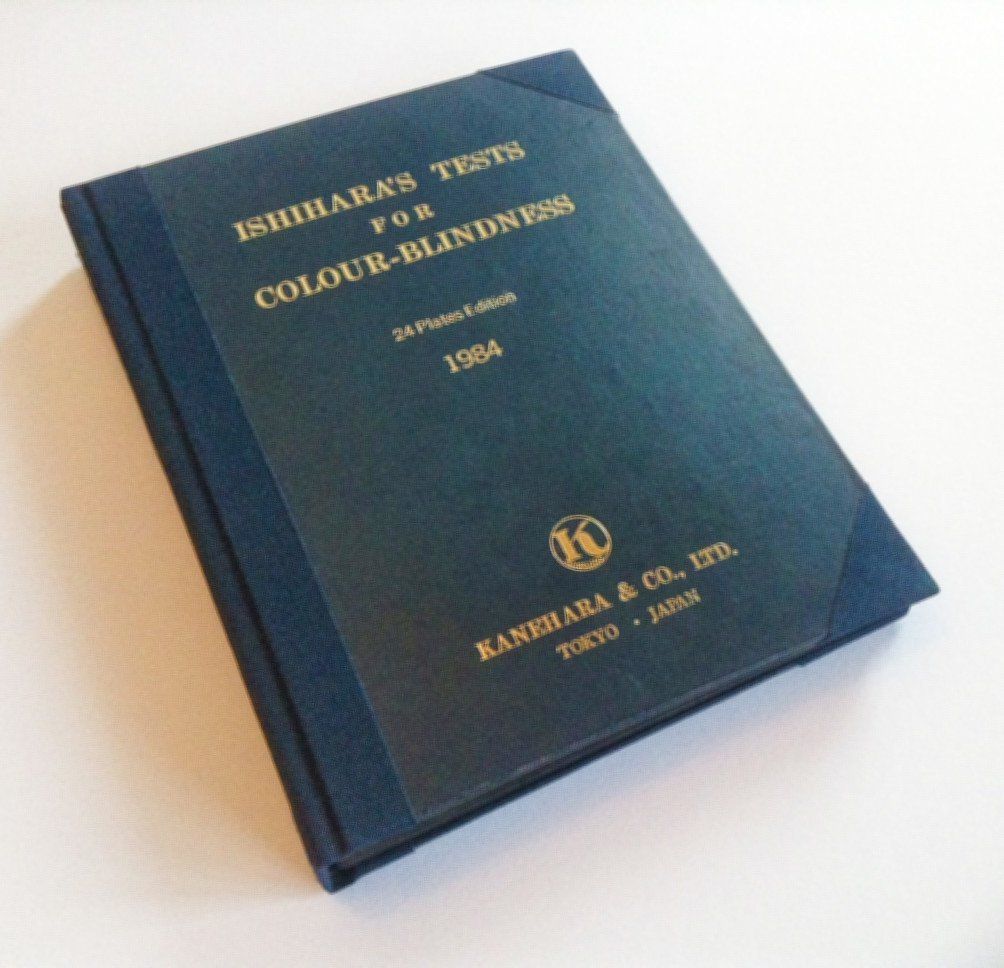 ISHIHARA'S TESTS
FOR
COLOUR-BLINDNESS
24 Plates Edition
1984
K
KANEHARA & CO., LTD.
TOKYO · JAPAN